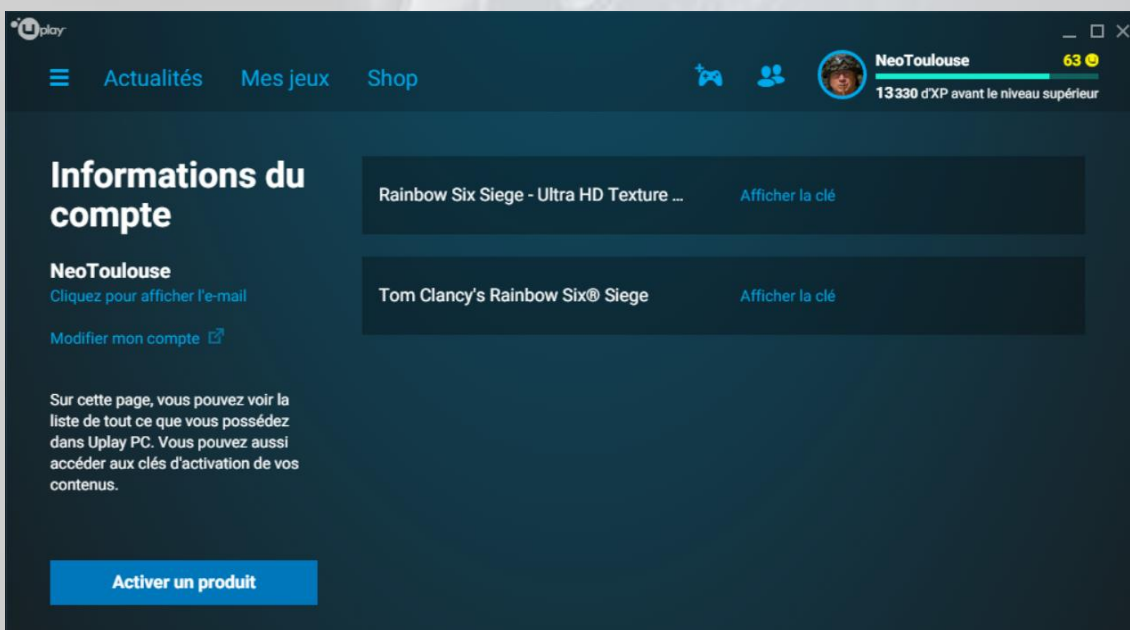 Uplay
Actualités Mes jeux Shop
NeoToulouse 63
13 330 d'XP avant le niveau supérieur
Informations du
compte
NeoToulouse
Cliquez pour afficher l'e-mail
Modifier mon compte
Sur cette page, vous pouvez voir la
liste de tout ce que vous possédez
dans Uplay PC. Vous pouvez aussi
accéder aux clés d'activation de vos
contenus.
Activer un produit
Rainbow Six Siege - Ultra HD Texture ... Afficher la clé
Tom Clancy's Rainbow Six® Siege Afficher la clé